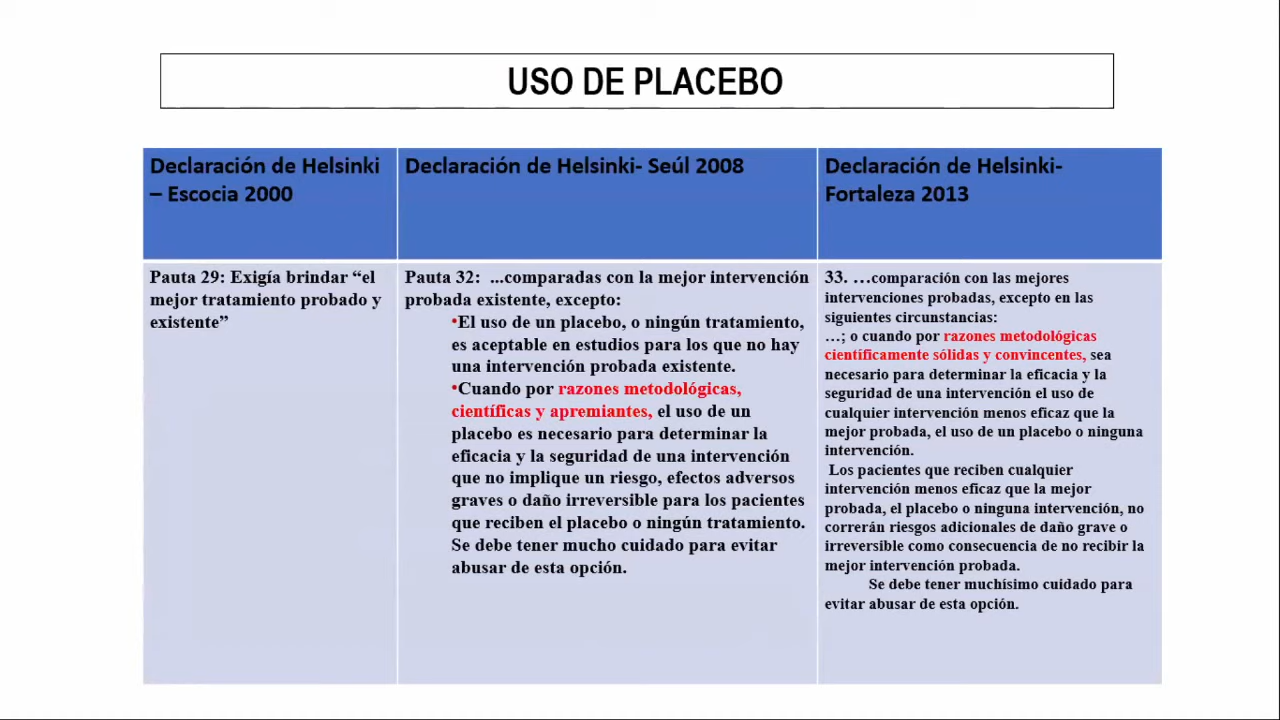 USO DE PLACEBO
Declaración de Helsinki
– Escocia 2000
Declaración de Helsinki- Seúl 2008
Declaración de Helsinki-
Fortaleza 2013
Pauta 29: Exigía brindar “el
mejor tratamiento probado y
existente”
Pauta 32:  ...comparadas con la mejor intervención
probada existente, excepto:
•El uso de un placebo, o ningún tratamiento,
es aceptable en estudios para los que no hay
una intervención probada existente.
•Cuando por razones metodológicas,
científicas y apremiantes, el uso de un
placebo es necesario para determinar la
eficacia y la seguridad de una intervención
que no implique un riesgo, efectos adversos
graves o daño irreversible para los pacientes
que reciben el placebo o ningún tratamiento.
Se debe tener mucho cuidado para evitar
abusar de esta opción.
33. …comparación con las mejores
intervenciones probadas, excepto en las
siguientes circunstancias:
…; o cuando por razones metodológicas
científicamente sólidas y convincentes, sea
necesario para determinar la eficacia y la
seguridad de una intervención el uso de
cualquier intervención menos eficaz que la
mejor probada, el uso de un placebo o ninguna
intervención.
Los pacientes que reciben cualquier
intervención menos eficaz que la mejor
probada, el placebo o ninguna intervención, no
correrán riesgos adicionales de daño grave o
irreversible como consecuencia de no recibir la
mejor intervención probada.
Se debe tener muchísimo cuidado para
evitar abusar de esta opción.